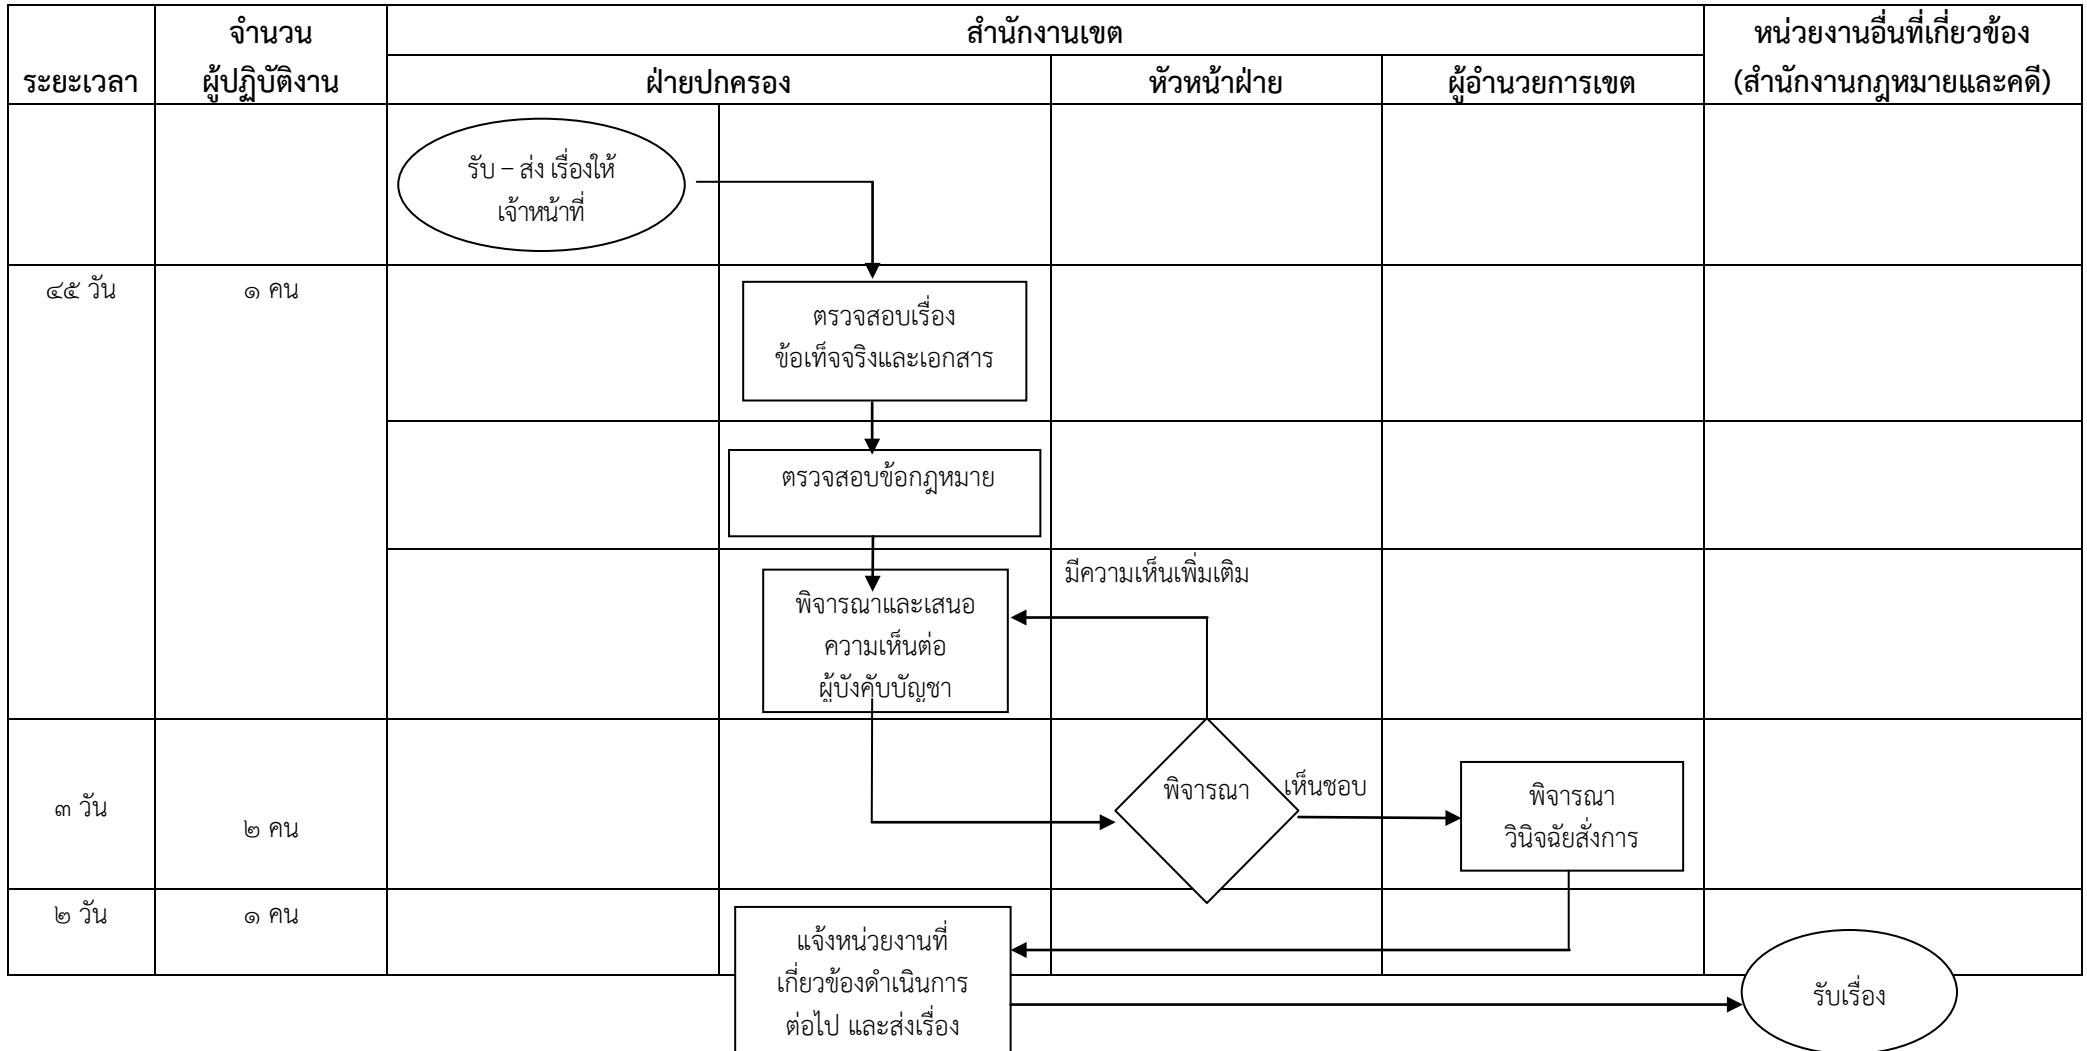 ระยะเวลา
จำนวน
ผู้ปฏิบัติงาน
สำนักงานเขต
หน่วยงานอื่นที่เกี่ยวข้อง
(สำนักงานกฎหมายและคดี)
ฝ่ายปกครอง
หัวหน้าฝ่าย
ผู้อำนวยการเขต
รับ – ส่ง เรื่องให้
เจ้าหน้าที่
๔๕ วัน
๑ คน
ตรวจสอบเรื่อง
ข้อเท็จจริงและเอกสาร
ตรวจสอบข้อกฎหมาย
มีความเห็นเพิ่มเติม
พิจารณาและเสนอ
ความเห็นต่อ
ผู้บังคับบัญชา
๓ วัน
๒ คน
พิจารณา
เห็นชอบ
พิจารณา
วินิจฉัยสั่งการ
๒ วัน
๑ คน
แจ้งหน่วยงานที่
เกี่ยวข้องดำเนินการ
ต่อไป และส่งเรื่อง
รับเรื่อง